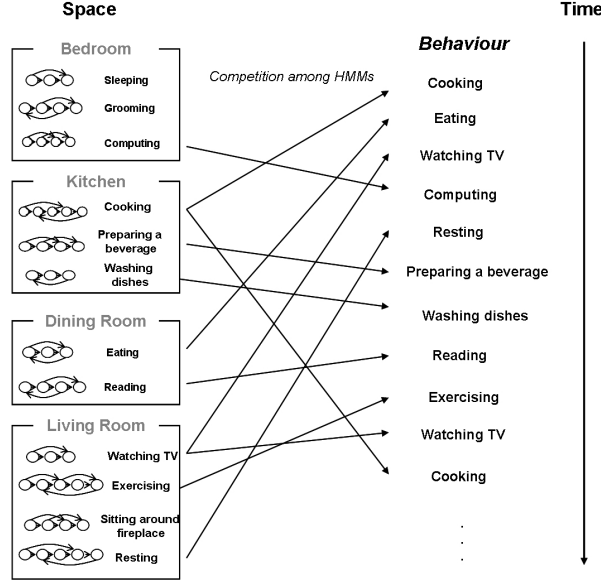 Space
Time
Bedroom
Sleeping
Grooming
Computing
Kitchen
Cooking
Preparing a
beverage
Washing
dishes
Dining Room
Eating
Reading
Living Room
Watching TV
Exercising
Sitting around
fireplace
Resting
Competition among HMMs
Behaviour
Cooking
Eating
Watching TV
Computing
Resting
Preparing a beverage
Washing dishes
Reading
Exercising
Watching TV
Cooking
.
.
.